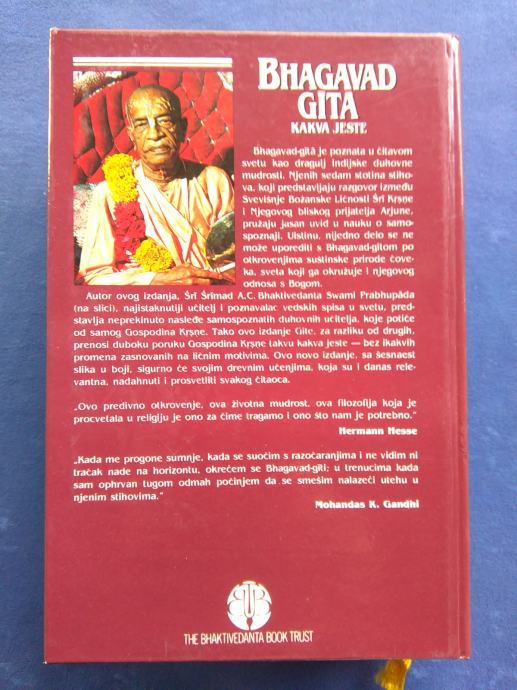 BHAGAVAD
GĪTĀ
KAKVA JESTE
Bhagavad-gītā je poznata u čitavom
svetu kao dragulj indijske duhovne
mudrosti. Njenih sedam stotina stiho-
va, koji predstavljaju razgovor između
Svevišnje Božanske Ličnosti Śrī Kṛṣṇe
i Njegovog bliskog prijatelja Arjune,
pružaju jasan uvid u nauku o samo-
spoznaji. Uistinu, nijedno delo se ne
može uporediti s Bhagavad-gitom po
otkrovenjima suštinske prirode čove-
ka, sveta koji ga okružuje i njegovog
odnosa s Bogom.
Autor ovog izdanja, Śrī Śrīmad A.C. Bhaktivedanta Swami Prabhupāda
(na slici), najistaknutiji učitelj i poznavalac vedskih spisa u svetu, pred-
stavlja neprekinuto nasleđe samospoznatih duhovnih učitelja, koje potiče
od samog Gospodina Kṛṣṇe. Tako ovo izdanje Gite, za razliku od drugih,
prenosi duboku poruku Gospodina Kṛṣṇe takvu kakva jeste — bez ikakvih
promena zasnovanih na ličnim motivima. Ovo novo izdanje, sa šesnaest
slika u boji, sigurno će svojim drevnim učenjima, koja su i danas rele-
vantna, nadahnuti i prosvetliti svakog čitaoca.
„Ovo predivno otkrovenje, ova životna mudrost, ova filozofija koja je
procvetala u religiju je ono za čime tragamo i ono što nam je potrebno.“
Hermann Hesse
„Kada me progone sumnje, kada se suočim s razočaranjima i ne vidim ni
tračak nade na horizontu, okrećem se Bhagavad-gīti; u trenucima kada
sam ophrvan tugom odmah počinjem da se smešim nalazeći utehu u
njenim stihovima.“
Mohandas K. Gandhi
THE BHAKTIVEDANTA BOOK TRUST